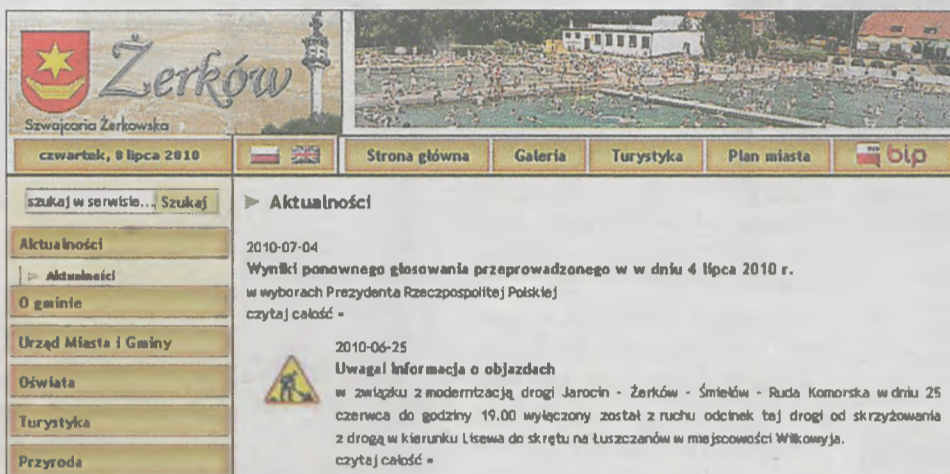 Żerków
Szwajcaria Żerkowska
czwartek, 8 lipca 2010
Strona główna
Galeria
Turystyka
Plan miasta
bip
szukaj w serwisie... Szukaj
Aktualności
Aktualności
O gminie
Urząd Miasta i Gminy
Oświata
Turystyka
Przyroda
Aktualności
2010-07-04
Wyniki ponownego głosowania przeprowadzonego w w dniu 4 lipca 2010 r.
w wyborach Prezydenta Rzeczpospolitej Polskiej
czytaj całość »
2010-06-25
Uwaga! Informacja o objazdach
w związku z modernizacją drogi Jarocin - Żerków - Śmiełów - Ruda Komorska w dniu 25
czerwca do godziny 19.00 wyłączony został z ruchu odcinek tej drogi od skrzyżowania
z drogą w kierunku Lisewa do skrętu na Łuszczanów w miejscowości Wilkowyja.
czytaj całość »